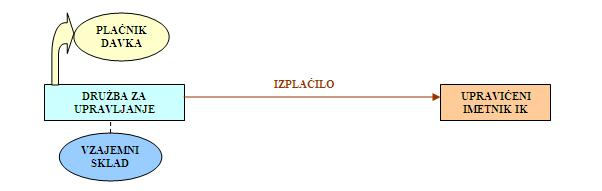 PLAČNIK
DAVKA
DRUŽBA ZA
UPRAVLJANJE
IZPLAČILO
UPRAVIČENI
IMETNIK IK
VZAJEMNI
SKLAD